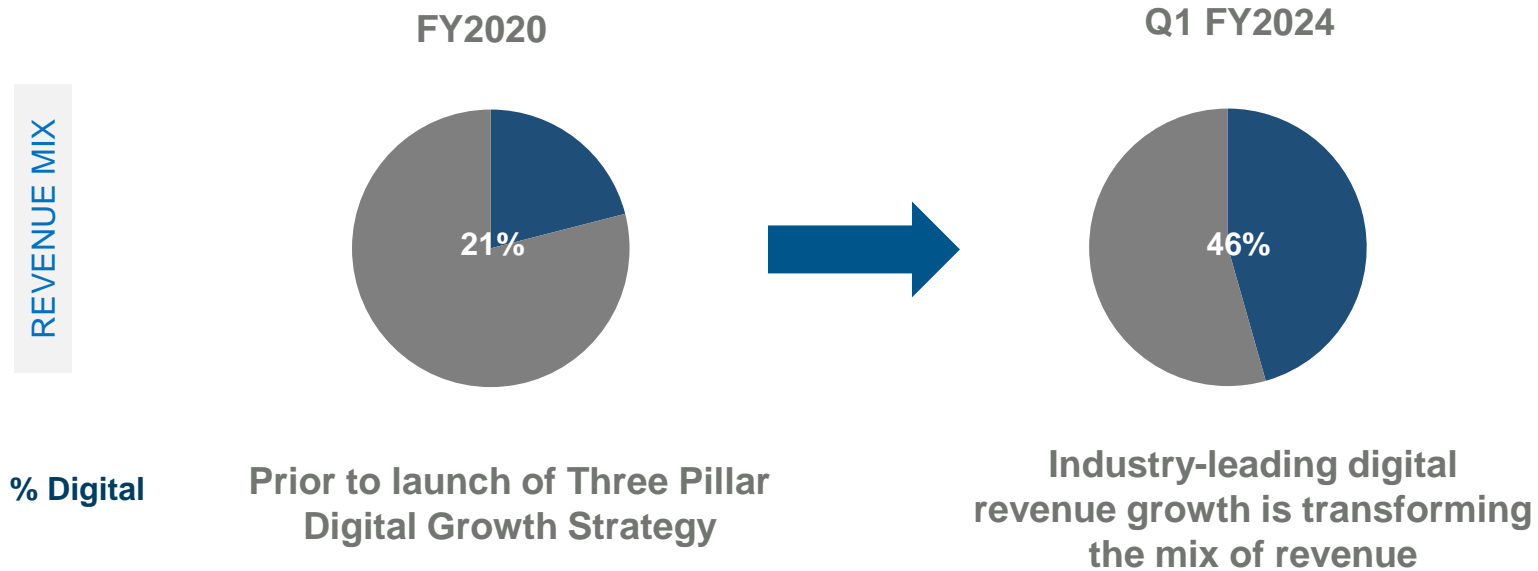 FY2020
Q1 FY2024
REVENUE MIX
21%
46%
% Digital
Prior to launch of Three Pillar
Digital Growth Strategy
Industry-leading digital
revenue growth is transforming
the mix of revenue